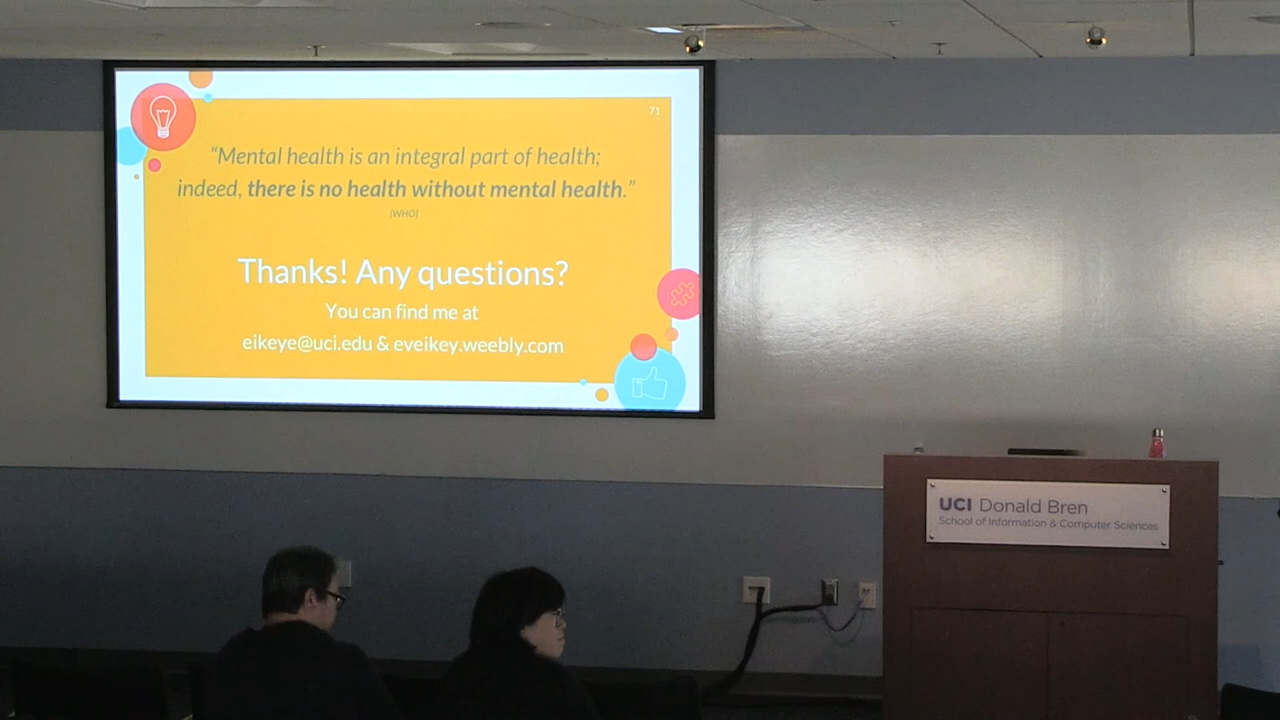 71
“Mental health is an integral part of health;
indeed, there is no health without mental health.”
[WHO]
Thanks! Any questions?
You can find me at
eikeye@uci.edu & eveikey.weebly.com
UCI Donald Bren
School of Information & Computer Sciences